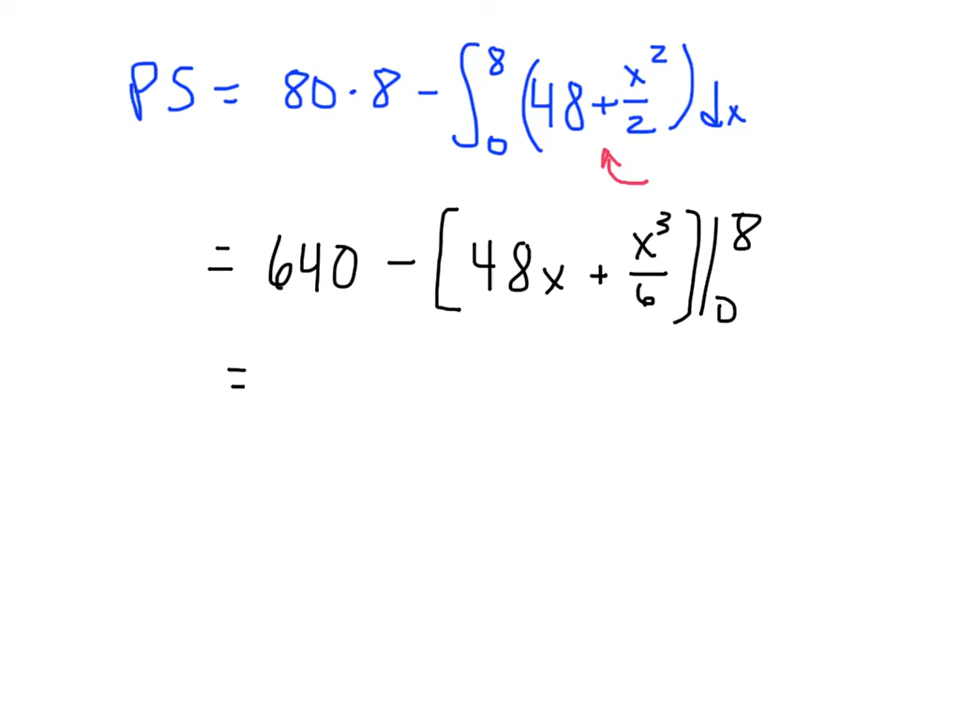 PS = 80 · 8 - ∫₀⁸ (48 + x²/2) dx
= 640 - [48x + x³/6] |₀⁸
=